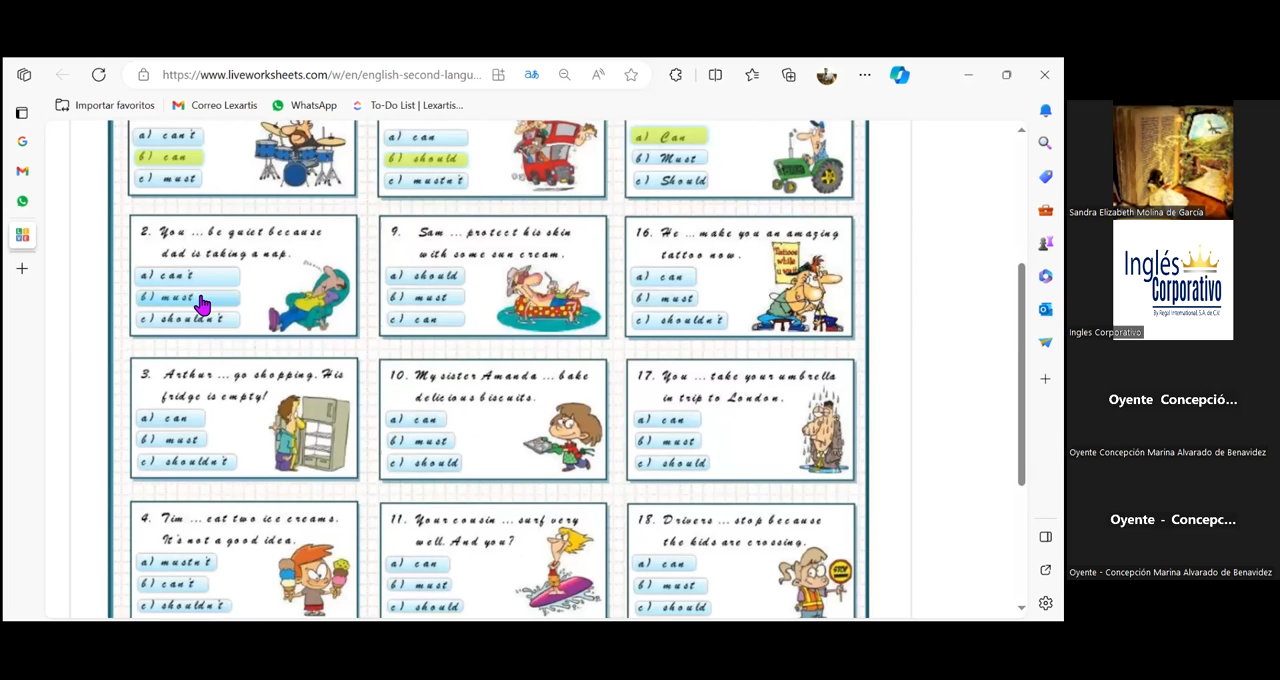 https://www.liveworksheets.com/w/en/english-second-langu...
Importar favoritos
Correo Lexartis
WhatsApp
To-Do List | Lexartis...
a) can't
b) can
c) must
a) can
b) should
c) mustn't
a) Can
b) Must
c) Should
2. You ... be quiet because
dad is taking a nap.
a) can't
b) must
c) shouldn't
9. Sam ... protect his skin
with some sun cream.
a) should
b) must
c) can
16. He ... make you an amazing
tattoo now.
a) can
b) must
c) shouldn't
Tattoos
while
u wait
3. Arthur ... go shopping. His
fridge is empty!
a) can
b) must
c) shouldn't
10. My sister Amanda ... bake
delicious biscuits.
a) can
b) must
c) should
17. You ... take your umbrella
in trip to London.
a) can
b) must
c) should
4. Tim ... eat two ice creams.
It's not a good idea.
a) mustn't
b) can't
c) shouldn't
11. Your cousin ... surf very
well. And you?
a) can
b) must
c) should
18. Drivers ... stop because
the kids are crossing.
a) can
b) must
c) should
STOP
Sandra Elizabeth Molina de García
Inglés
Corporativo
By Regal International, S.A. de C.V.
Ingles Corporativo
Oyente Concepció...
Oyente Concepción Marina Alvarado de Benavidez
Oyente - Concepc...
Oyente - Concepción Marina Alvarado de Benavidez